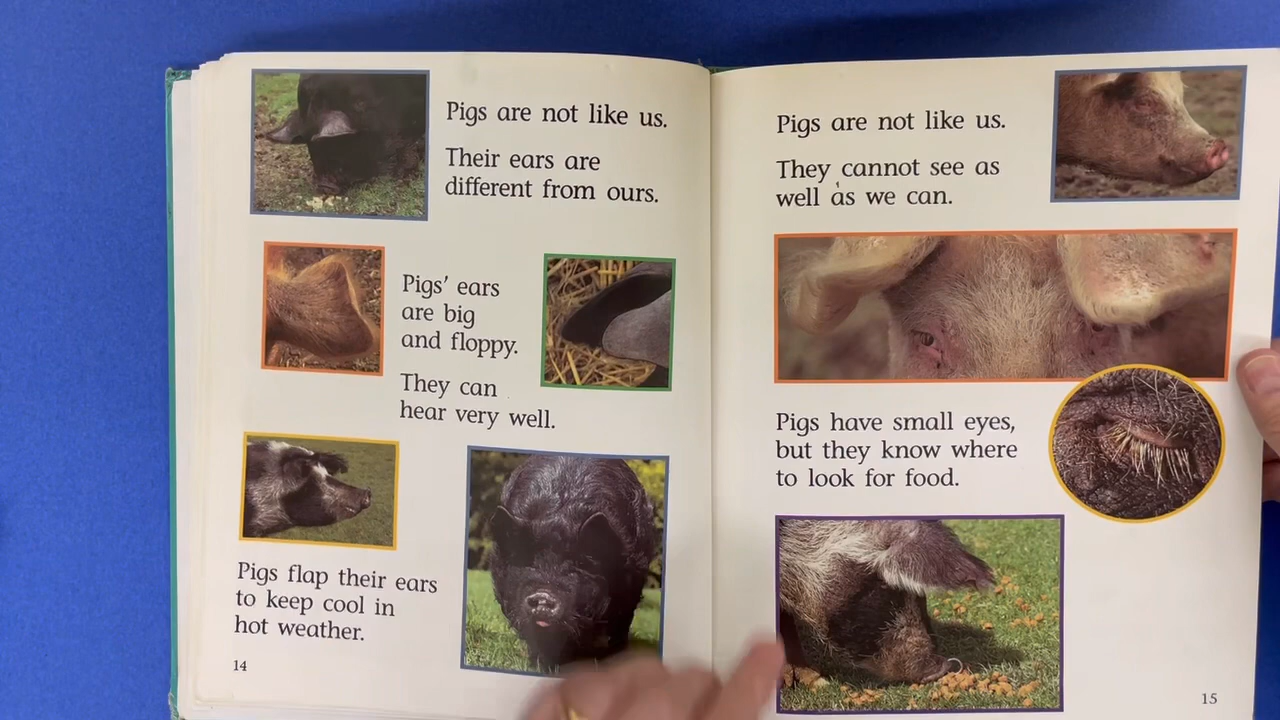 Pigs are not like us.
Their ears are
different from ours.
Pigs' ears
are big
and floppy.
They can
hear very well.
Pigs flap their ears
to keep cool in
hot weather.
14
Pigs are not like us.
They cannot see as
well as we can.
Pigs have small eyes,
but they know where
to look for food.
15